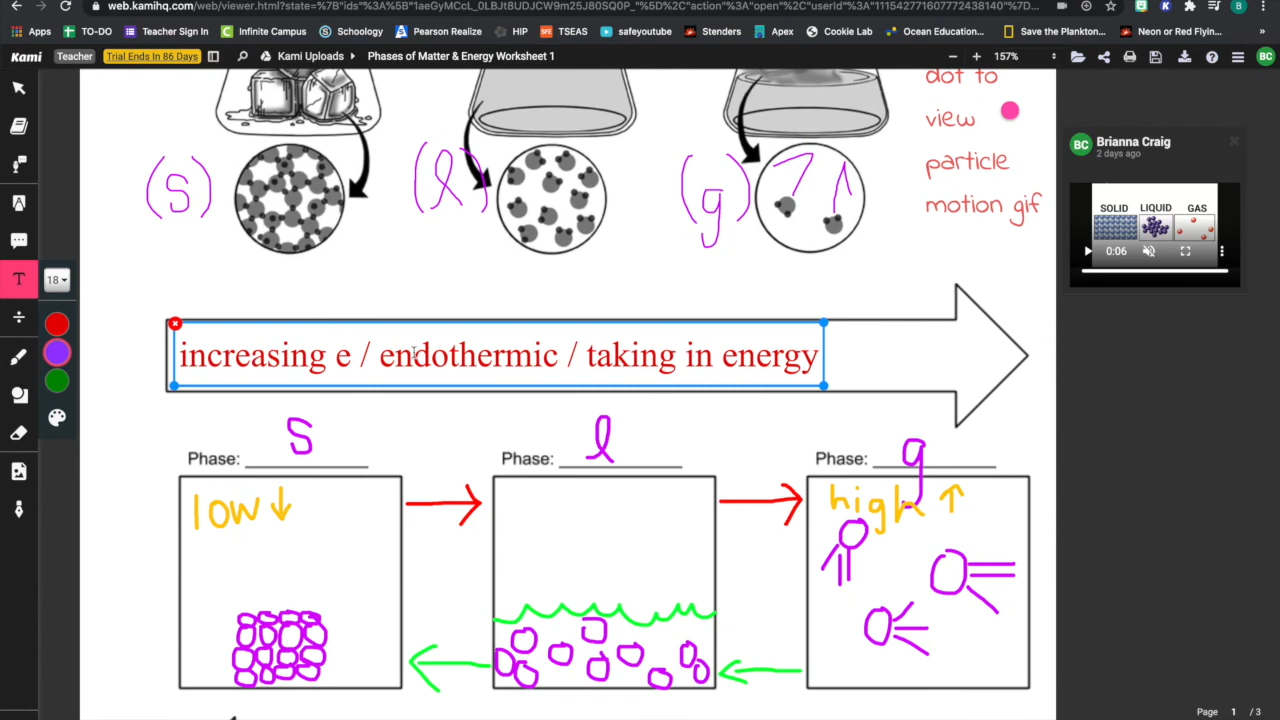 web.kamihq.com/web/viewer.html?state=%7B"ids"%3A%5B"1aeGyMCcL_0LBJt8UDJCW9m25J80SQ0P_"%5D%2C"action"%3A"open"%2C"userId"%3A"111542771607772438140"%7D...
Apps TO-DO Teacher Sign In Infinite Campus Schoology Pearson Realize HIP TSEAS safeyoutube Stenders Apex Cookle Lab Ocean Education... Save the Plankton... Neon or Red Flyin... »
Kami Teacher Trial Ends In 86 Days Kami Uploads Phases of Matter & Energy Worksheet 1 157% BC
dot to
view
particle
motion gif
(s) (l) (g)
BC Brianna Craig
2 days ago
SOLID LIQUID GAS
0:06
T 18
increasing e / endothermic / taking in energy
Phase: s Phase: l Phase: g
low ↓ high ↑
Page 1 / 3